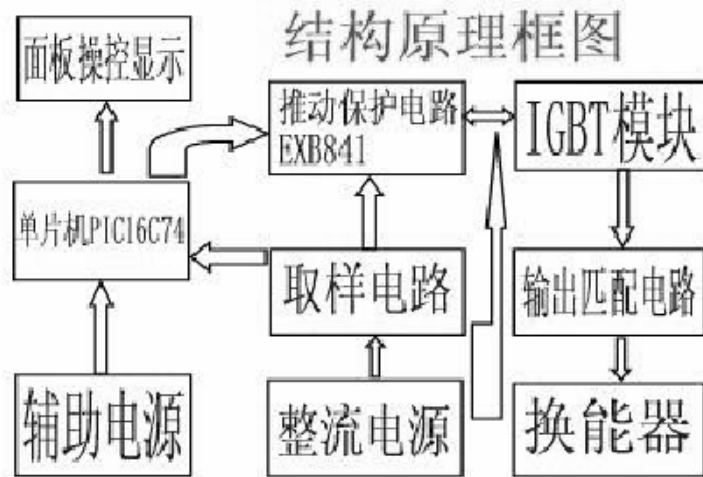 结构原理框图
面板操控显示
推动保护电路
EXB841
IGBT模块
单片机PIC16C74
取样电路
输出匹配电路
辅助电源
整流电源
换能器